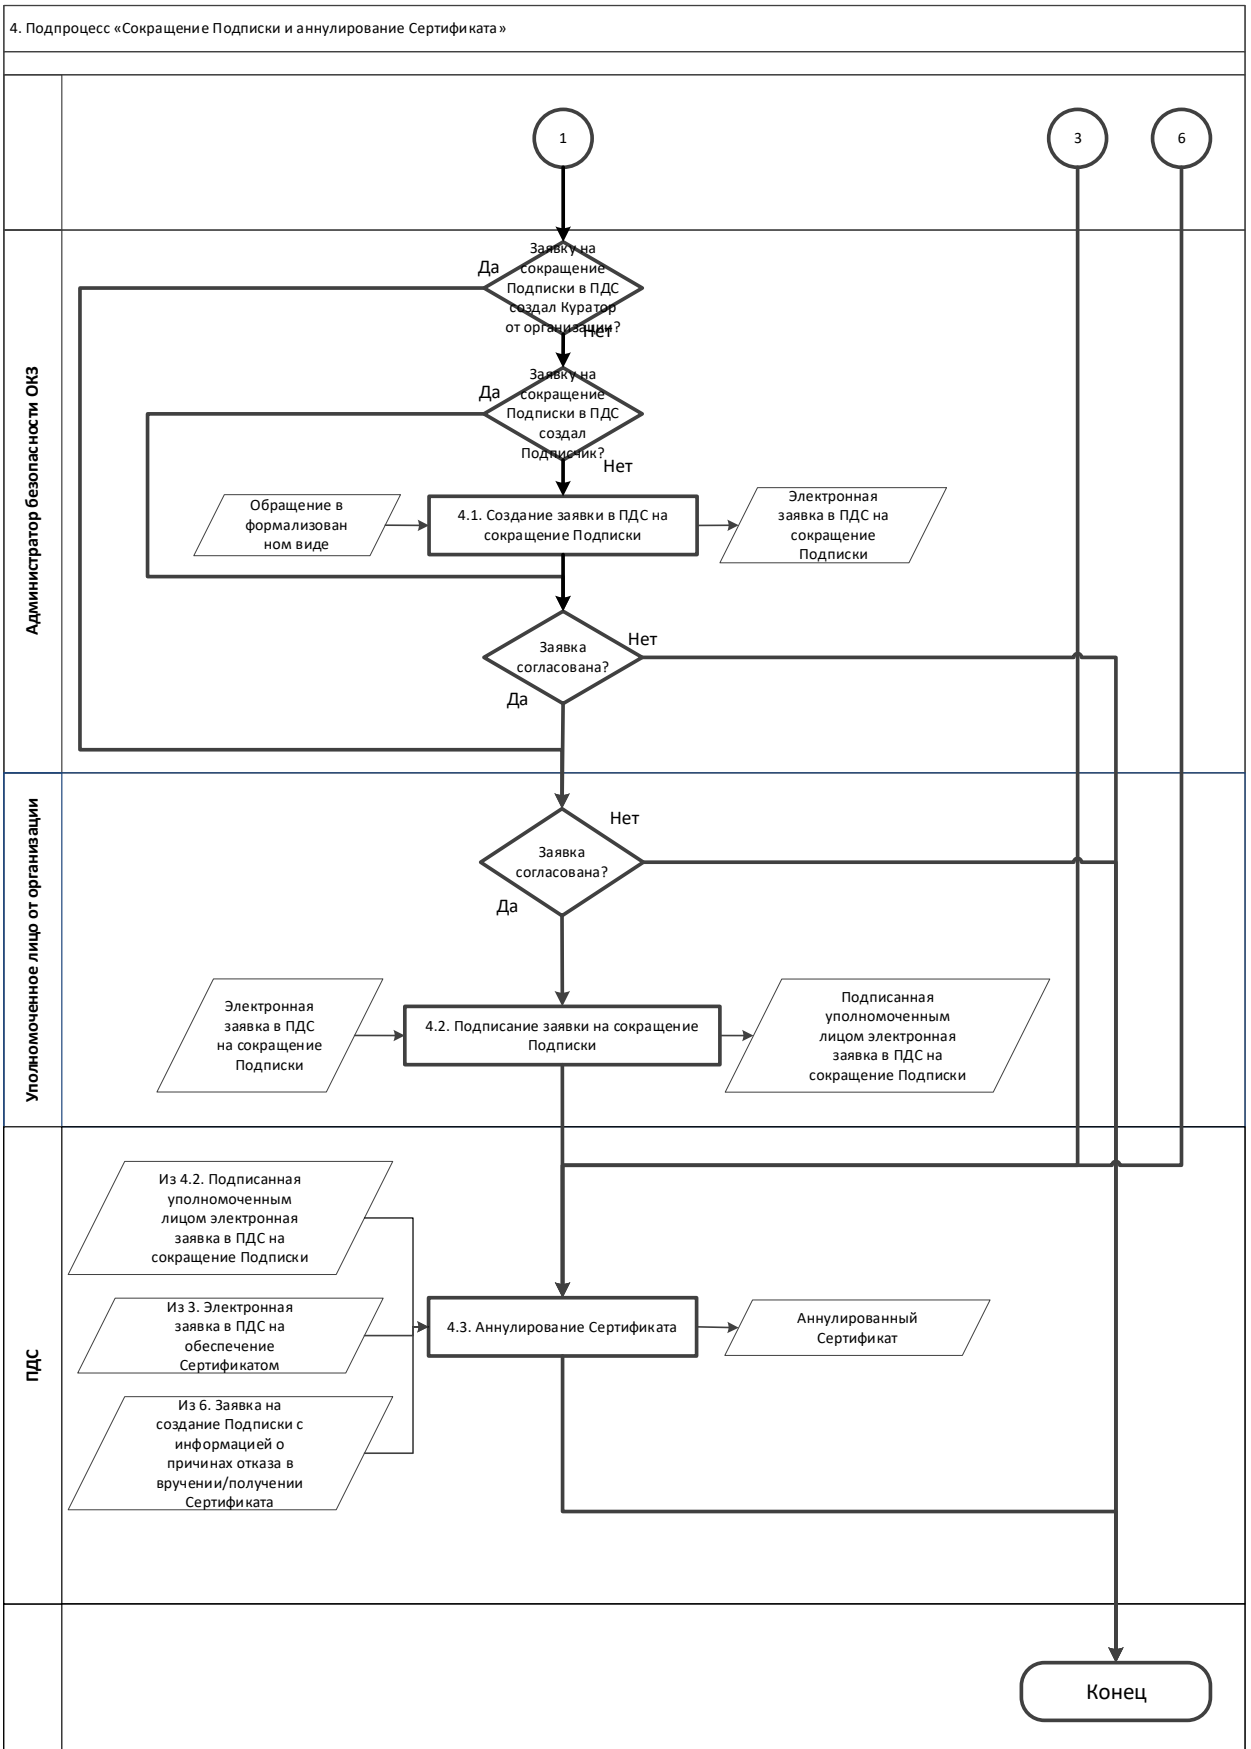 4. Подпроцесс «Сокращение Подписки и аннулирование Сертификата»
1
3
6
Администратор безопасности ОКЗ
Заявку на
сокращение
Подписки в ПДС
создал Куратор
от организации?
Да
Нет
Заявку на
сокращение
Подписки в ПДС
создал
Подписчик?
Да
Нет
Обращение в
формализован
ном виде
4.1. Создание заявки в ПДС на
сокращение Подписки
Электронная
заявка в ПДС на
сокращение
Подписки
Заявка
согласована?
Нет
Да
Уполномоченное лицо от организации
Заявка
согласована?
Нет
Да
Электронная
заявка в ПДС
на сокращение
Подписки
4.2. Подписание заявки на сокращение
Подписки
Подписанная
уполномоченным
лицом электронная
заявка в ПДС на
сокращение Подписки
ПДС
Из 4.2. Подписанная
уполномоченным
лицом электронная
заявка в ПДС на
сокращение Подписки
Из 3. Электронная
заявка в ПДС на
обеспечение
Сертификатом
Из 6. Заявка на
создание Подписки с
информацией о
причинах отказа в
вручении/получении
Сертификата
4.3. Аннулирование Сертификата
Аннулированный
Сертификат
Конец